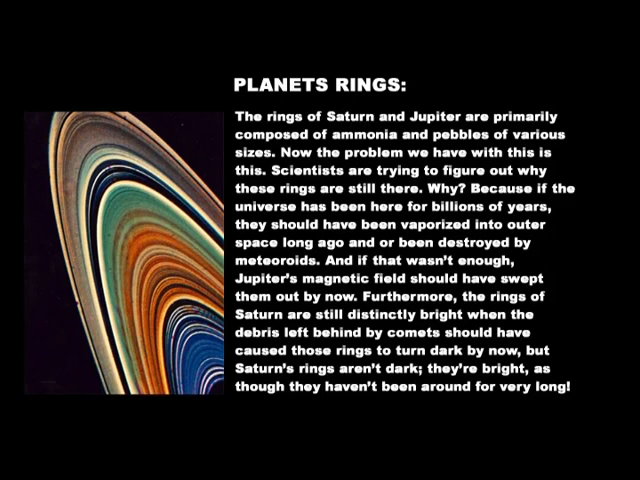 PLANETS RINGS:
The rings of Saturn and Jupiter are primarily
composed of ammonia and pebbles of various
sizes. Now the problem we have with this is
this. Scientists are trying to figure out why
these rings are still there. Why? Because if the
universe has been here for billions of years,
they should have been vaporized into outer
space long ago and or been destroyed by
meteoroids. And if that wasn't enough,
Jupiter's magnetic field should have swept
them out by now. Furthermore, the rings of
Saturn are still distinctly bright when the
debris left behind by comets should have
caused those rings to turn dark by now, but
Saturn's rings aren't dark; they're bright, as
though they haven't been around for very long!